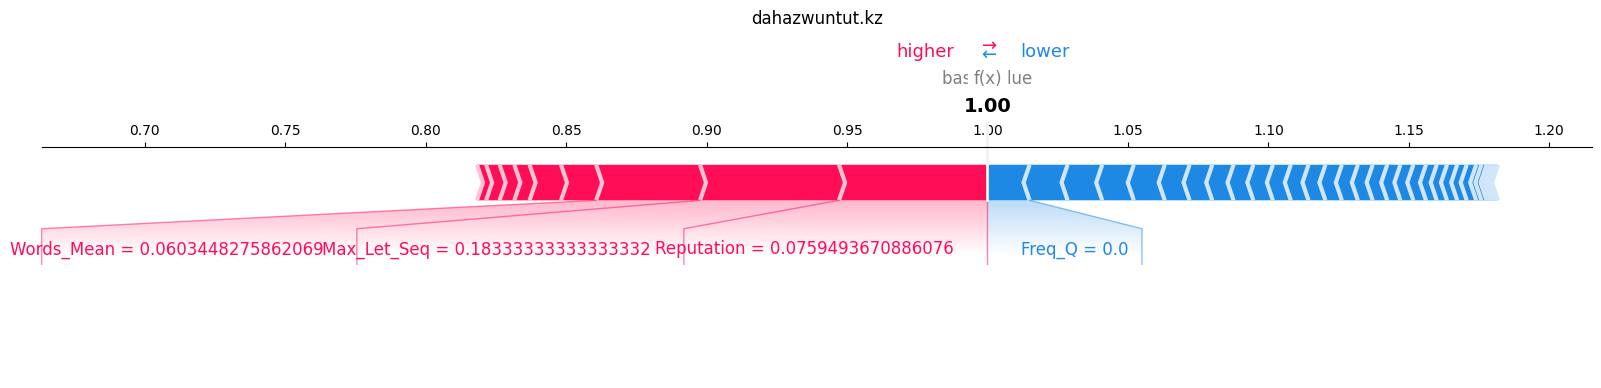 dahazwuntut.kz
higher ⇄ lower
bas f(x) lue
1.00
0.70 0.75 0.80 0.85 0.90 0.95 1.00 1.05 1.10 1.15 1.20
Words_Mean = 0.0603448275862069 Max_Let_Seq = 0.18333333333333332 Reputation = 0.0759493670886076 Freq_Q = 0.0